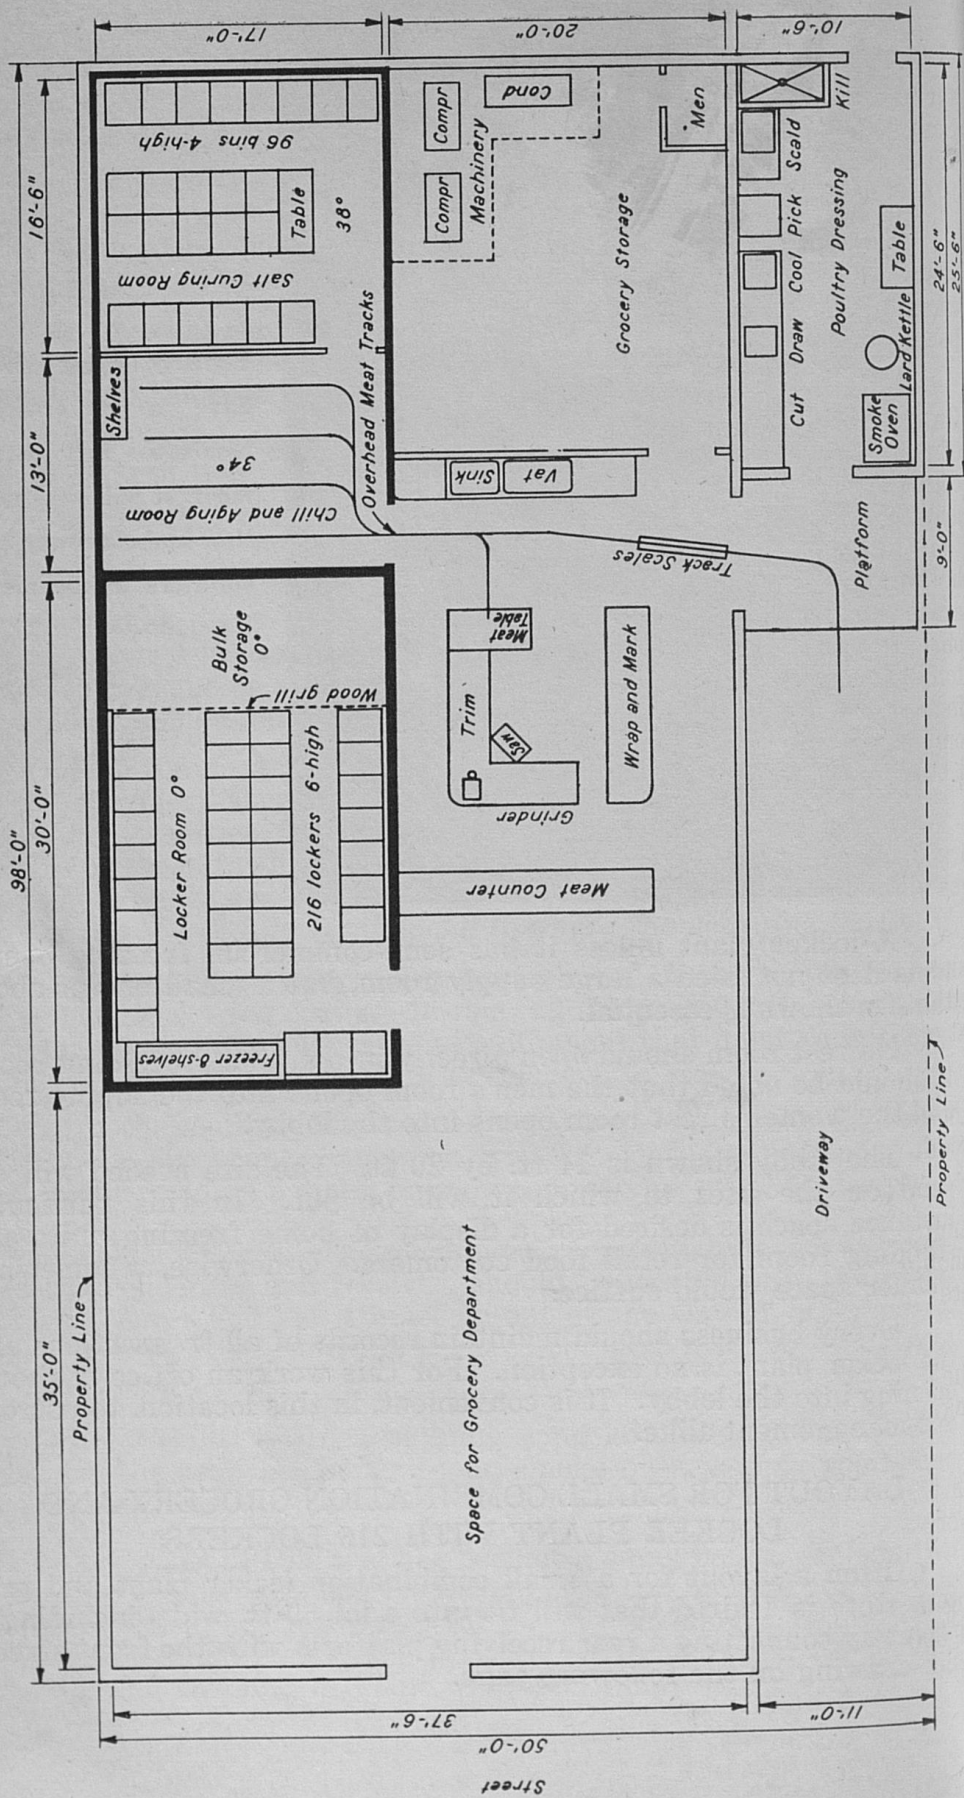 98'-0"
16'-6"
13'-0"
30'-0"
35'-0"
17'-0"
20'-0"
10'-6"
96 bins 4-high
Table
38°
Salt Curing Room
Shelves
34°
Chill and Aging Room
Overhead Meat Tracks
Compr
Compr
Cond
Machinery
Men
Grocery Storage
Sink
Vat
Kill
Scald
Pick
Cool
Draw
Cut
Poultry Dressing
Table
Lard Kettle
Smoke
Oven
24'-6"
25'-6"
9'-0"
Platform
Track Scales
Bulk
Storage
0°
Wood grill
Locker Room 0°
216 lockers 6-high
Freezer 8-shelves
Meat
Table
Trim
Saw
Grinder
Wrap and Mark
Meat Counter
Property Line
Space for Grocery Department
Driveway
Property Line
37'-6"
11'-0"
50'-0"
Street